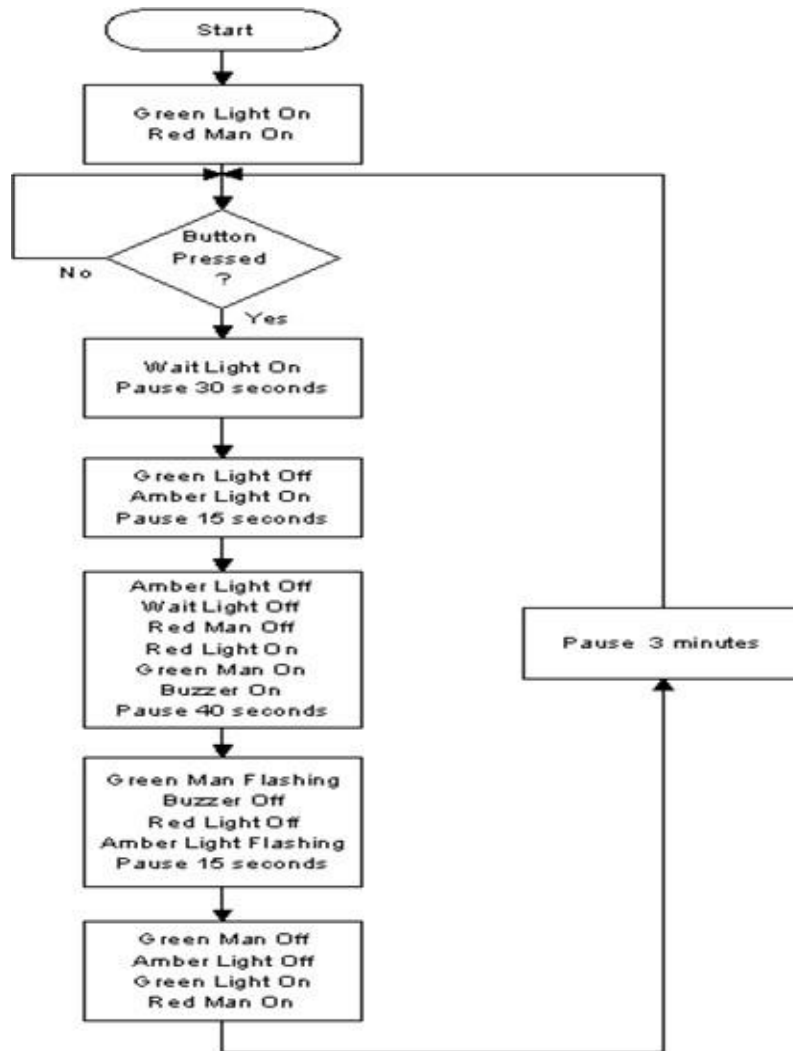 Start
Green Light On
Red Man On
Button
Pressed
?
No
Yes
Wait Light On
Pause 30 seconds
Green Light Off
Amber Light On
Pause 15 seconds
Amber Light Off
Wait Light Off
Red Man Off
Red Light On
Green Man On
Buzzer On
Pause 40 seconds
Pause 3 minutes
Green Man Flashing
Buzzer Off
Red Light Off
Amber Light Flashing
Pause 15 seconds
Green Man Off
Amber Light Off
Green Light On
Red Man On